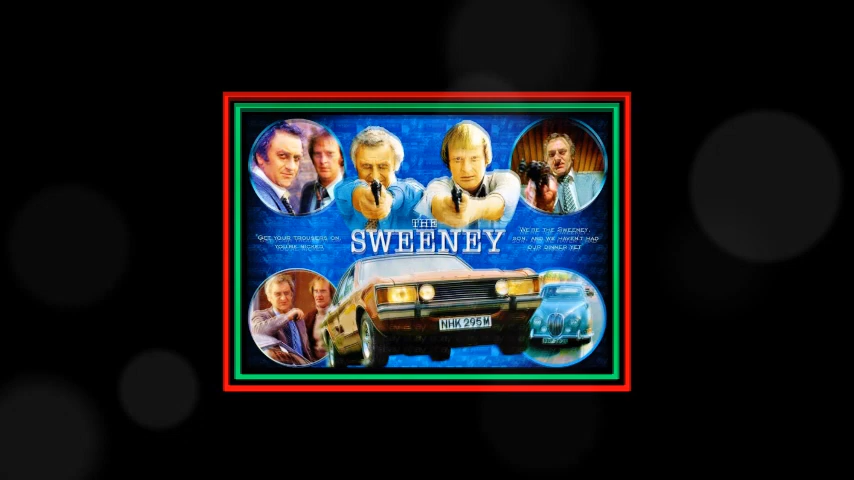 THE
SWEENEY
"GET YOUR TROUSERS ON
YOU'RE NICKED
WE'RE THE SWEENEY
SON, AND WE HAVEN'T HAD
OUR DINNER YET
NHK 295M